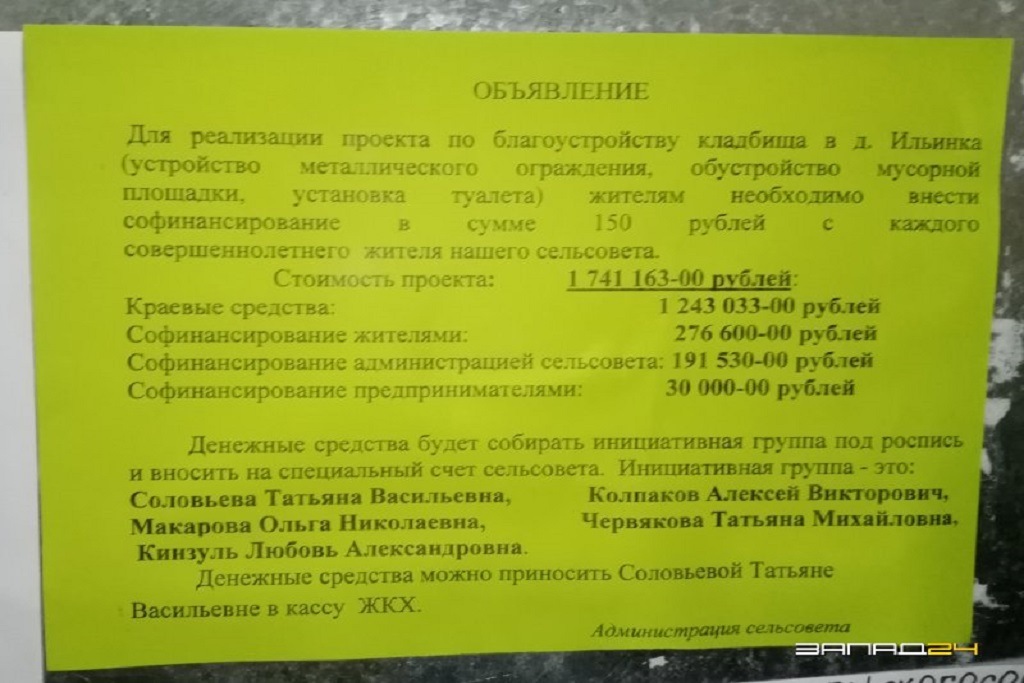 ОБЪЯВЛЕНИЕ
Для реализации проекта по благоустройству кладбища в д. Ильинка
(устройство металлического ограждения, обустройство мусорной
площадки, установка туалета) жителям необходимо внести
софинансирование в сумме 150 рублей с каждого
совершеннолетнего жителя нашего сельсовета.
Стоимость проекта: 1 741 163-00 рублей:
Краевые средства: 1 243 033-00 рублей
Софинансирование жителями: 276 600-00 рублей
Софинансирование администрацией сельсовета: 191 530-00 рублей
Софинансирование предпринимателями: 30 000-00 рублей
Денежные средства будет собирать инициативная группа под роспись
и вносить на специальный счет сельсовета. Инициативная группа - это:
Соловьева Татьяна Васильевна, Колпаков Алексей Викторович,
Макарова Ольга Николаевна, Червякова Татьяна Михайловна,
Кинзуль Любовь Александровна.
Денежные средства можно приносить Соловьевой Татьяне
Васильевне в кассу ЖКХ.
Администрация сельсовета
ЗАПАД24